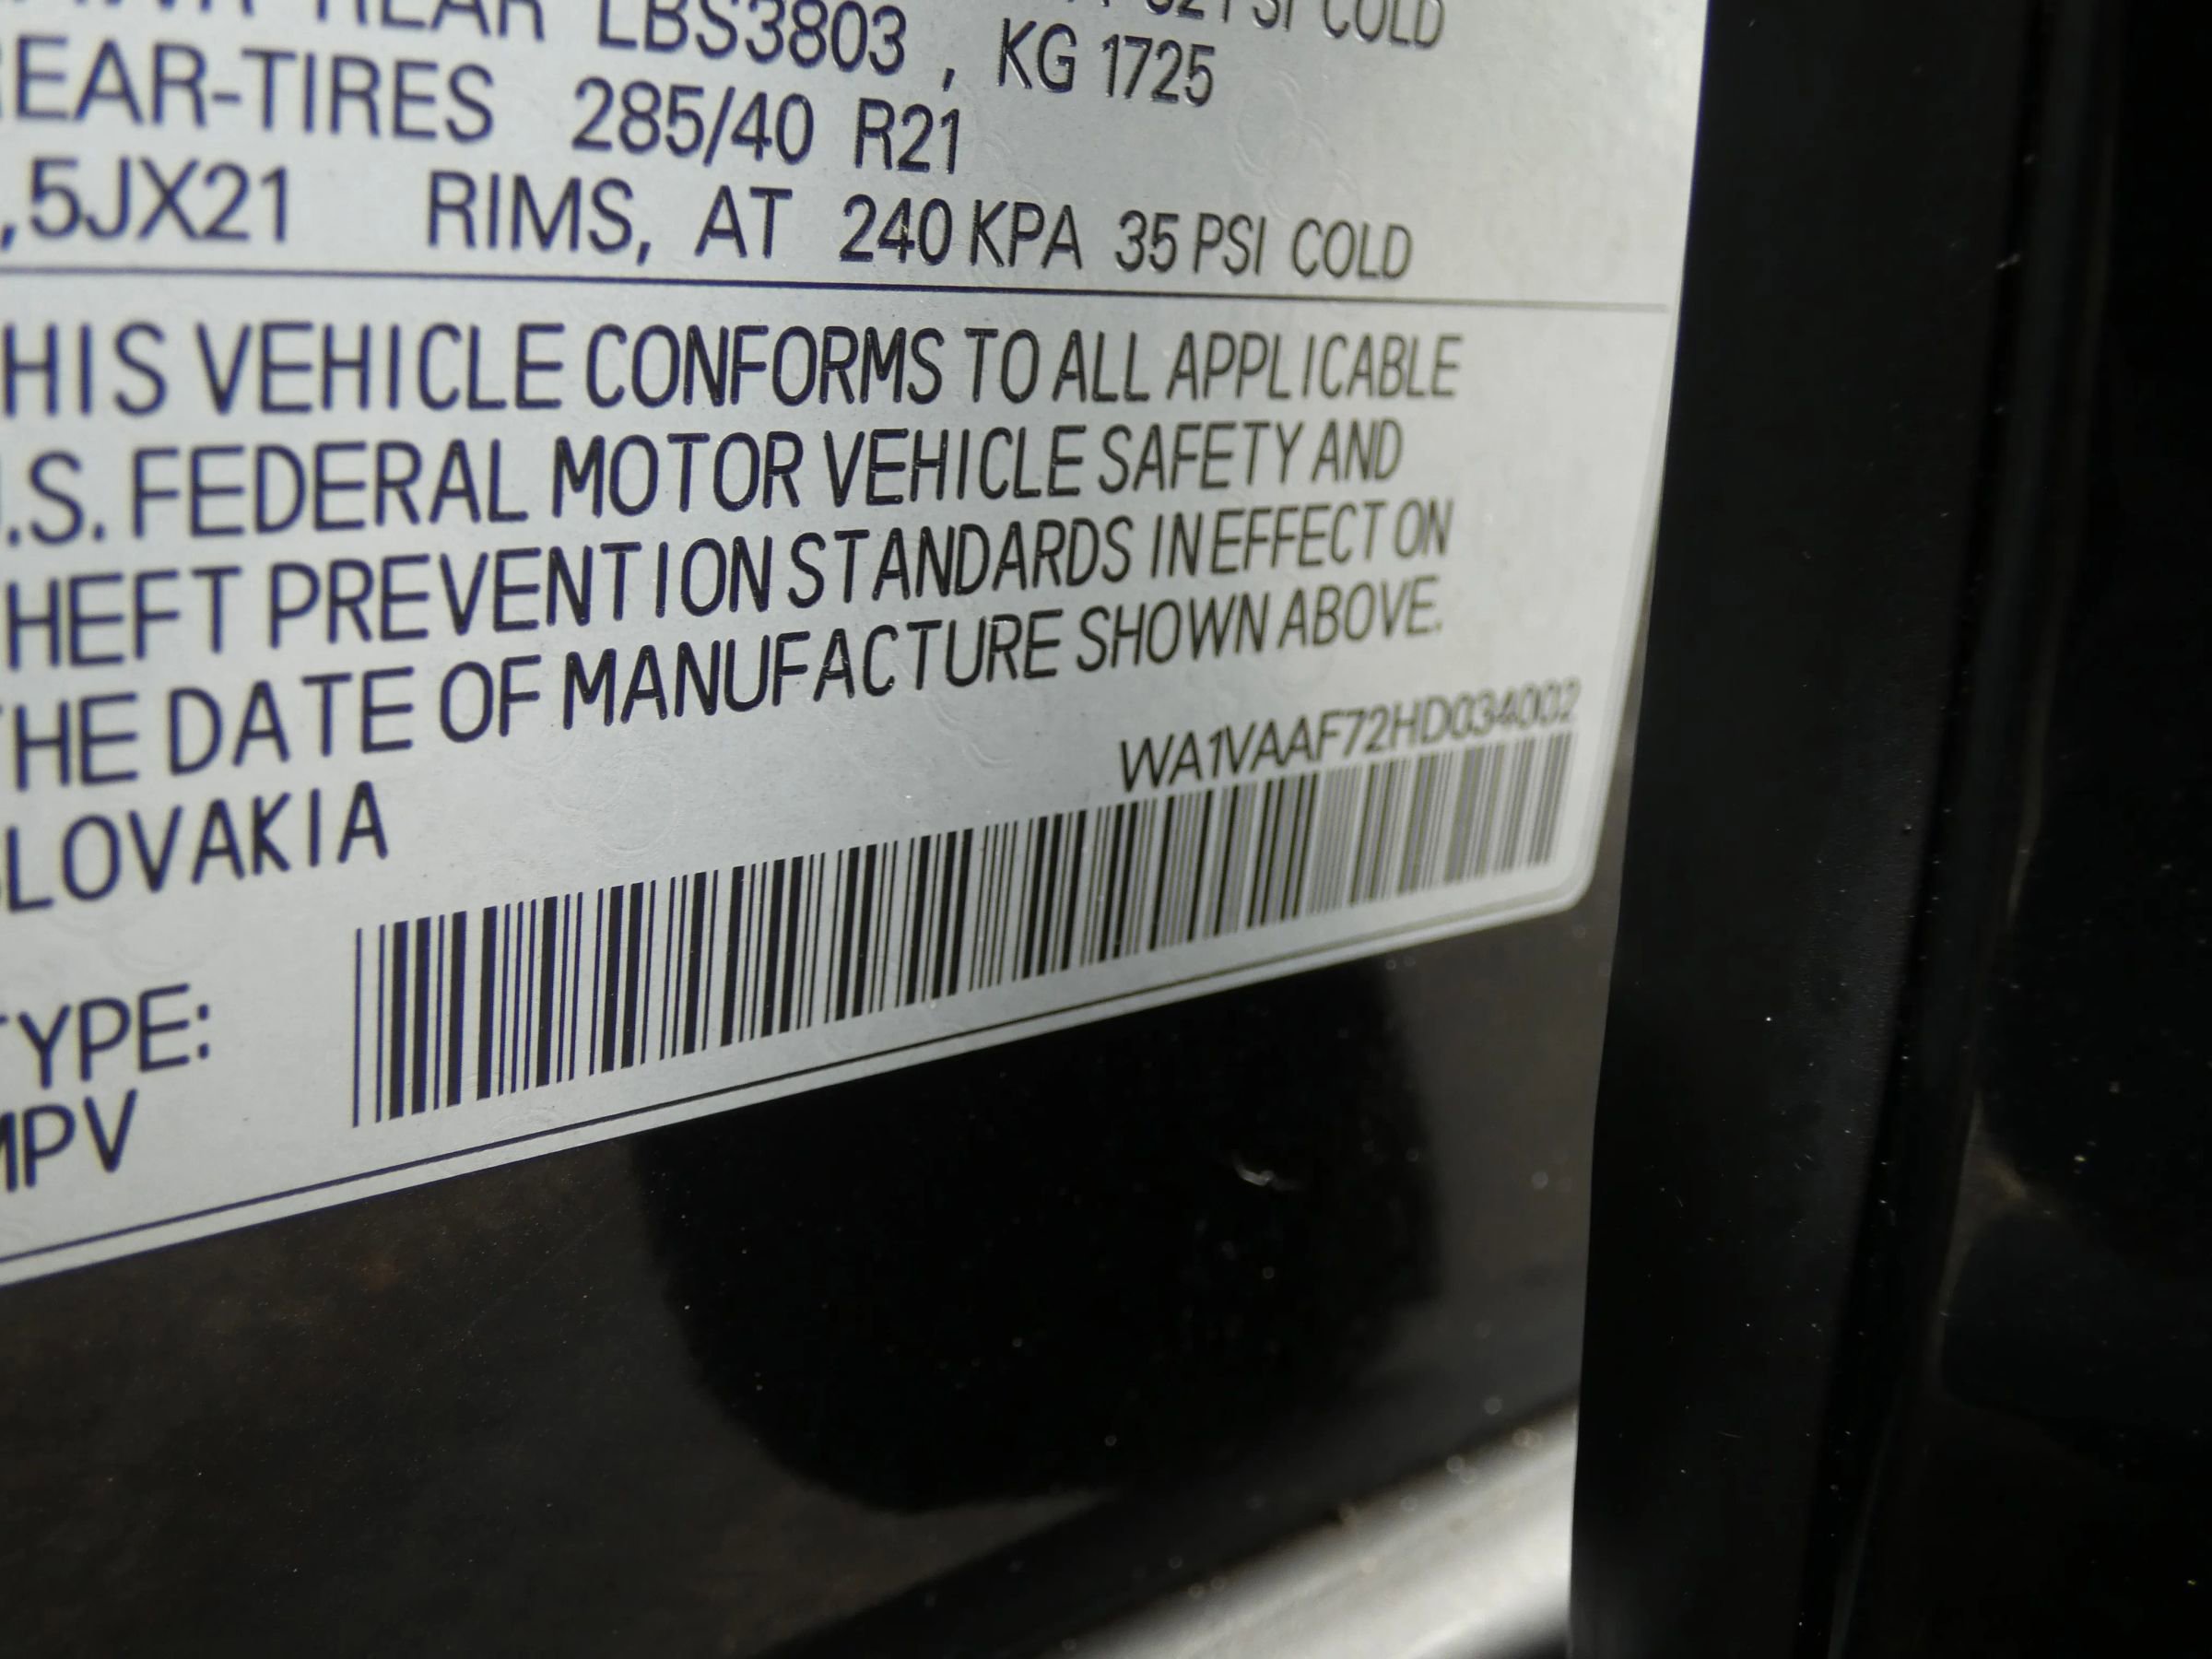 REAR LBS3803 , KG 1725
EAR-TIRES 285/40 R21
,5JX21 RIMS, AT 240 KPA 35 PSI COLD
HIS VEHICLE CONFORMS TO ALL APPLICABLE
.S. FEDERAL MOTOR VEHICLE SAFETY AND
HEFT PREVENTION STANDARDS IN EFFECT ON
HE DATE OF MANUFACTURE SHOWN ABOVE.
WA1VAAF72HD034002
LOVAKIA
TYPE:
MPV